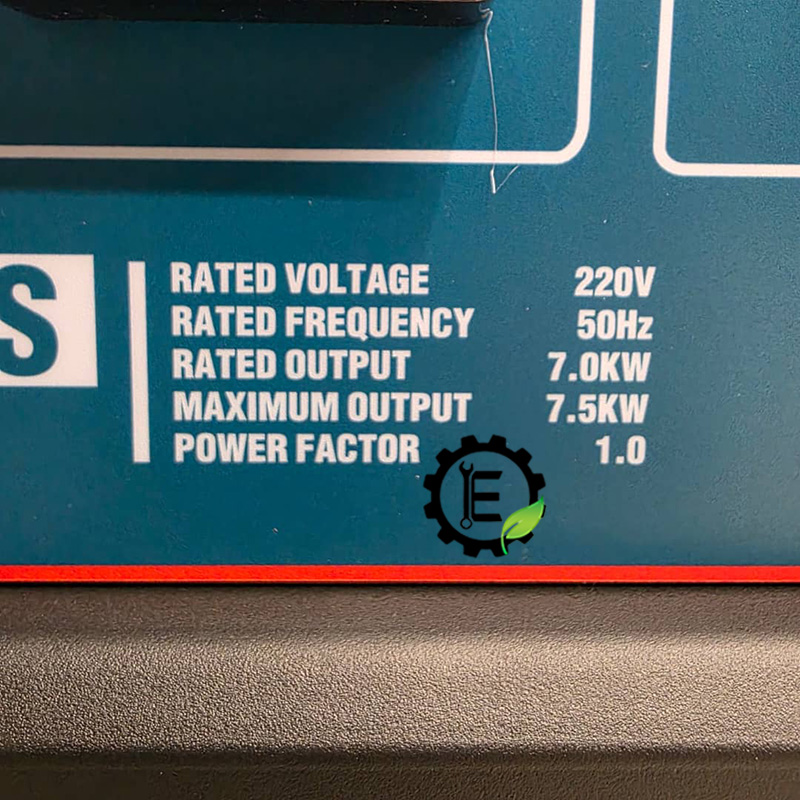 S
RATED VOLTAGE 220V
RATED FREQUENCY 50Hz
RATED OUTPUT 7.0KW
MAXIMUM OUTPUT 7.5KW
POWER FACTOR 1.0
E